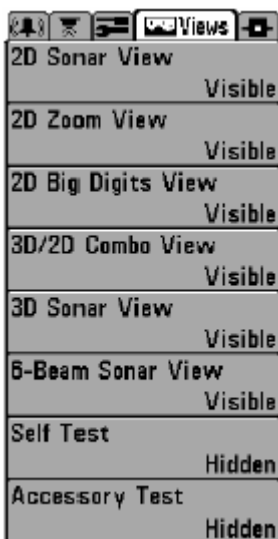 Views
2D Sonar View
Visible
2D Zoom View
Visible
2D Big Digits View
Visible
3D/2D Combo View
Visible
3D Sonar View
Visible
6-Beam Sonar View
Visible
Self Test
Hidden
Accessory Test
Hidden